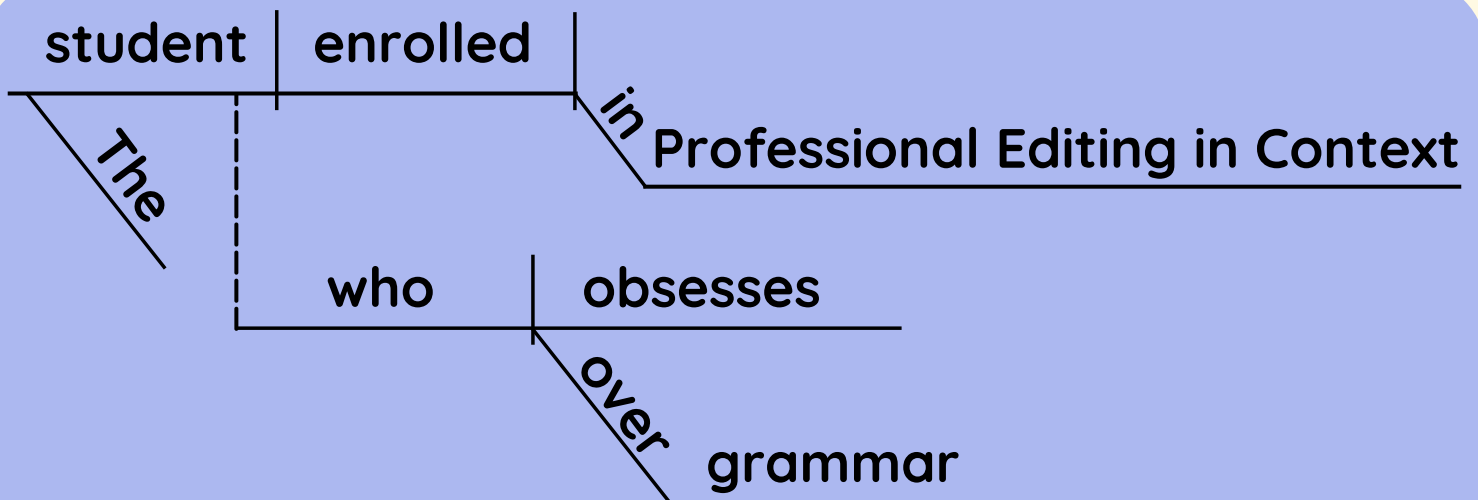 student enrolled
in
Professional Editing in Context
The
who obsesses
over
grammar